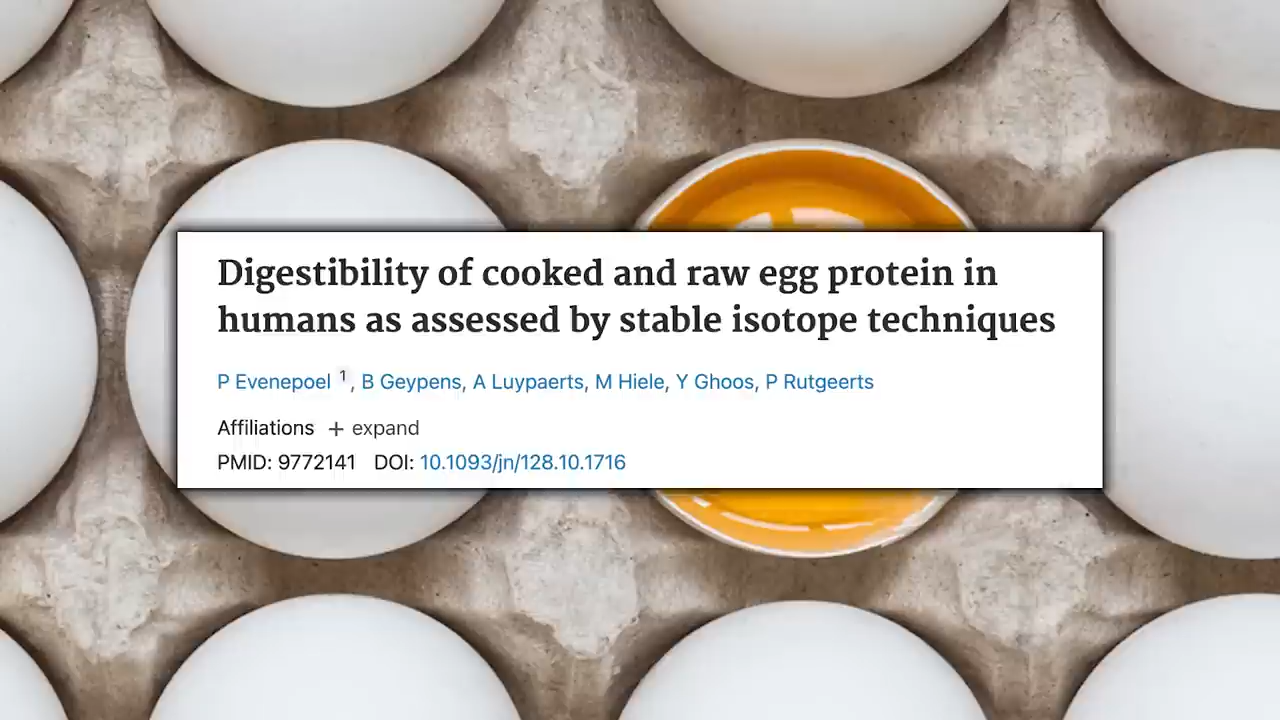 Digestibility of cooked and raw egg protein in
humans as assessed by stable isotope techniques
P Evenepoel 1, B Geypens, A Luypaerts, M Hiele, Y Ghoos, P Rutgeerts
Affiliations + expand
PMID: 9772141 DOI: 10.1093/jn/128.10.1716